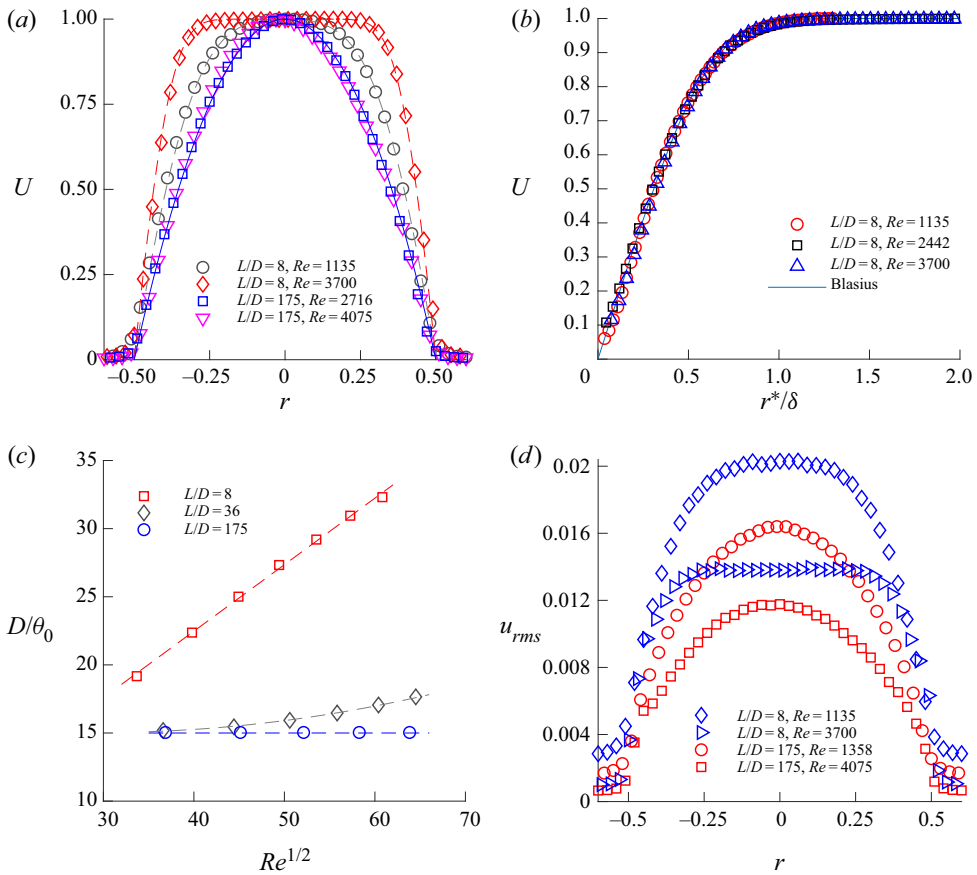 (a)
1.00
0.75
U
0.50
1.00
0
−0.50
−0.25
0
0.25
0.50
r
L/D = 8, Re = 1135
L/D = 8, Re = 3700
L/D = 175, Re = 2716
L/D = 175, Re = 4075
(b)
1.0
0.9
0.8
0.7
0.6
U
0.5
0.4
0.3
0.2
0.1
0
0.5
1.0
1.5
2.0
r*/δ
L/D = 8, Re = 1135
L/D = 8, Re = 2442
L/D = 8, Re = 3700
Blasius
(c)
35
30
25
D/θ0
20
15
10
30
40
50
60
70
Re1/2
L/D = 8
L/D = 36
L/D = 175
(d)
0.02
0.016
0.012
urms
0.008
0.004
0
−0.5
−0.25
0
0.25
0.5
r
L/D = 8, Re = 1135
L/D = 8, Re = 3700
L/D = 175, Re = 1358
L/D = 175, Re = 4075